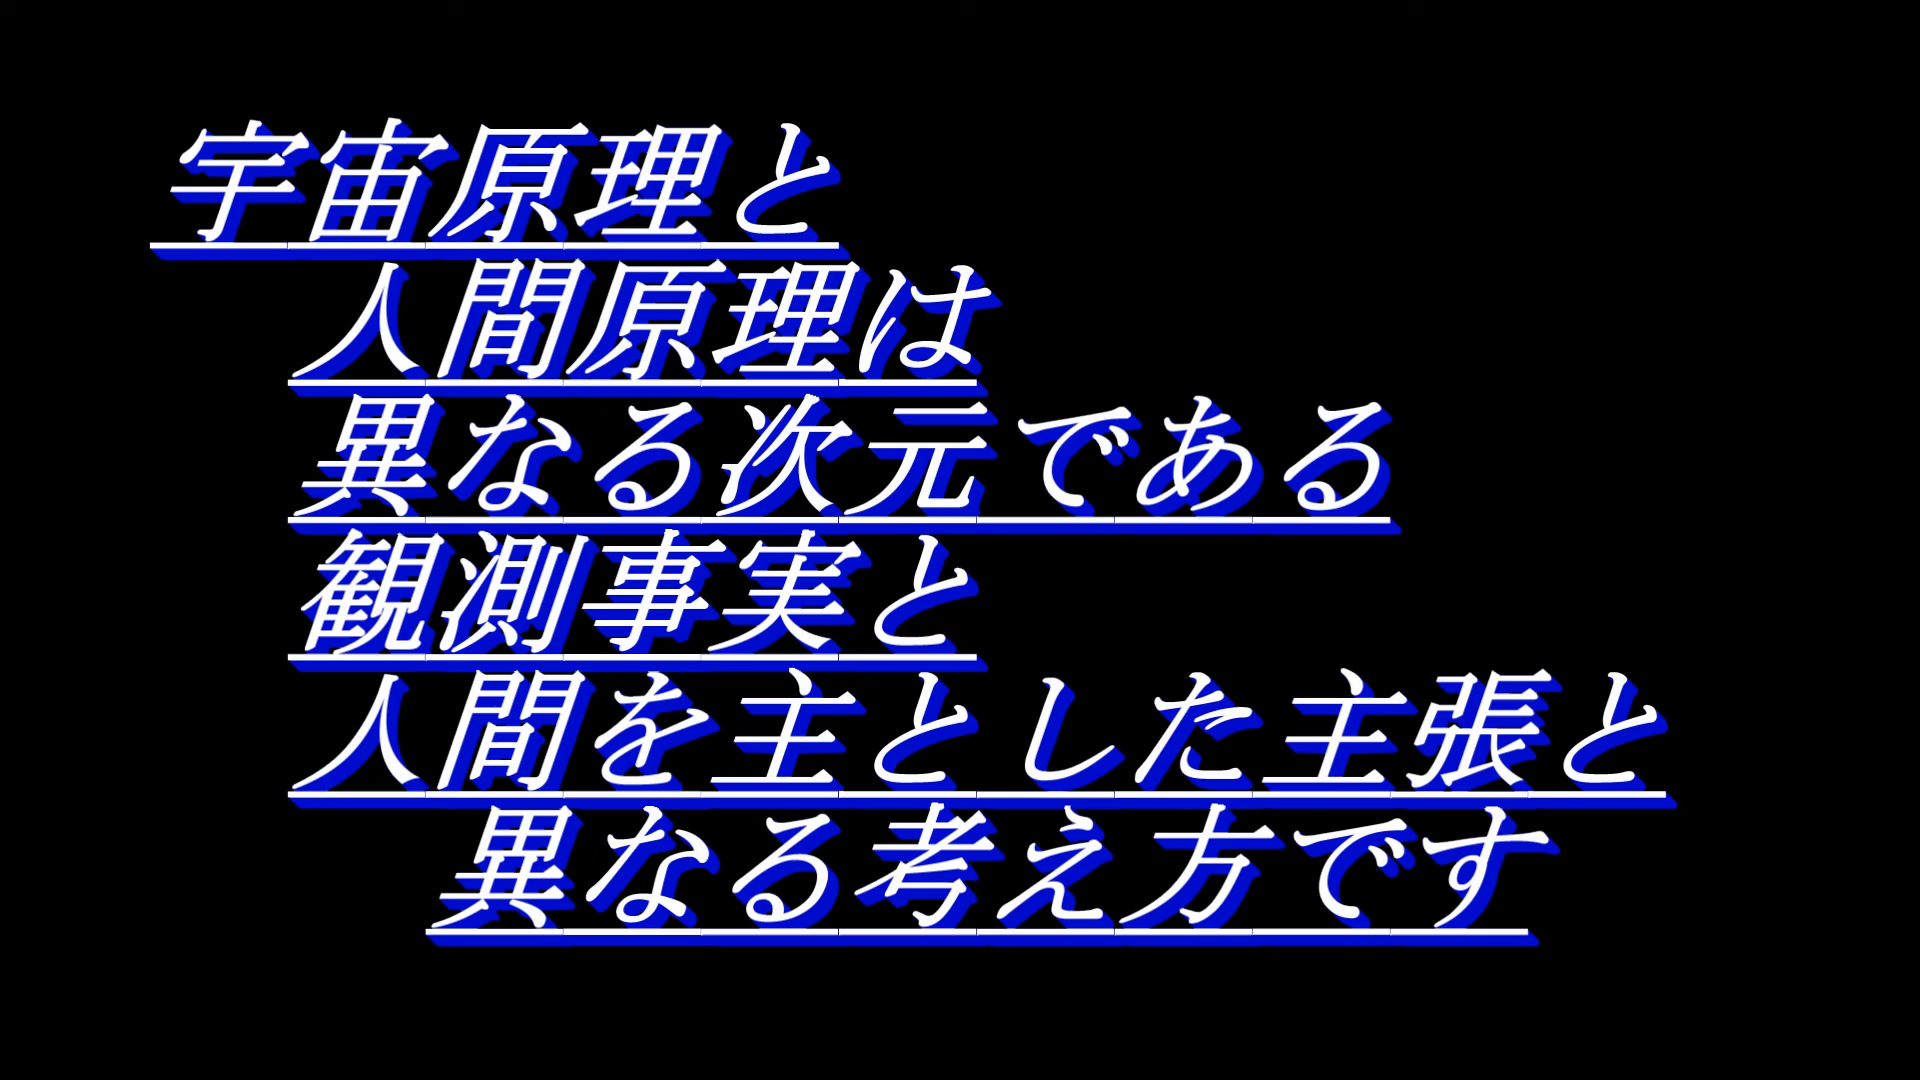 宇宙原理と
人間原理は
異なる次元である
観測事実と
人間を主とした主張と
異なる考え方です